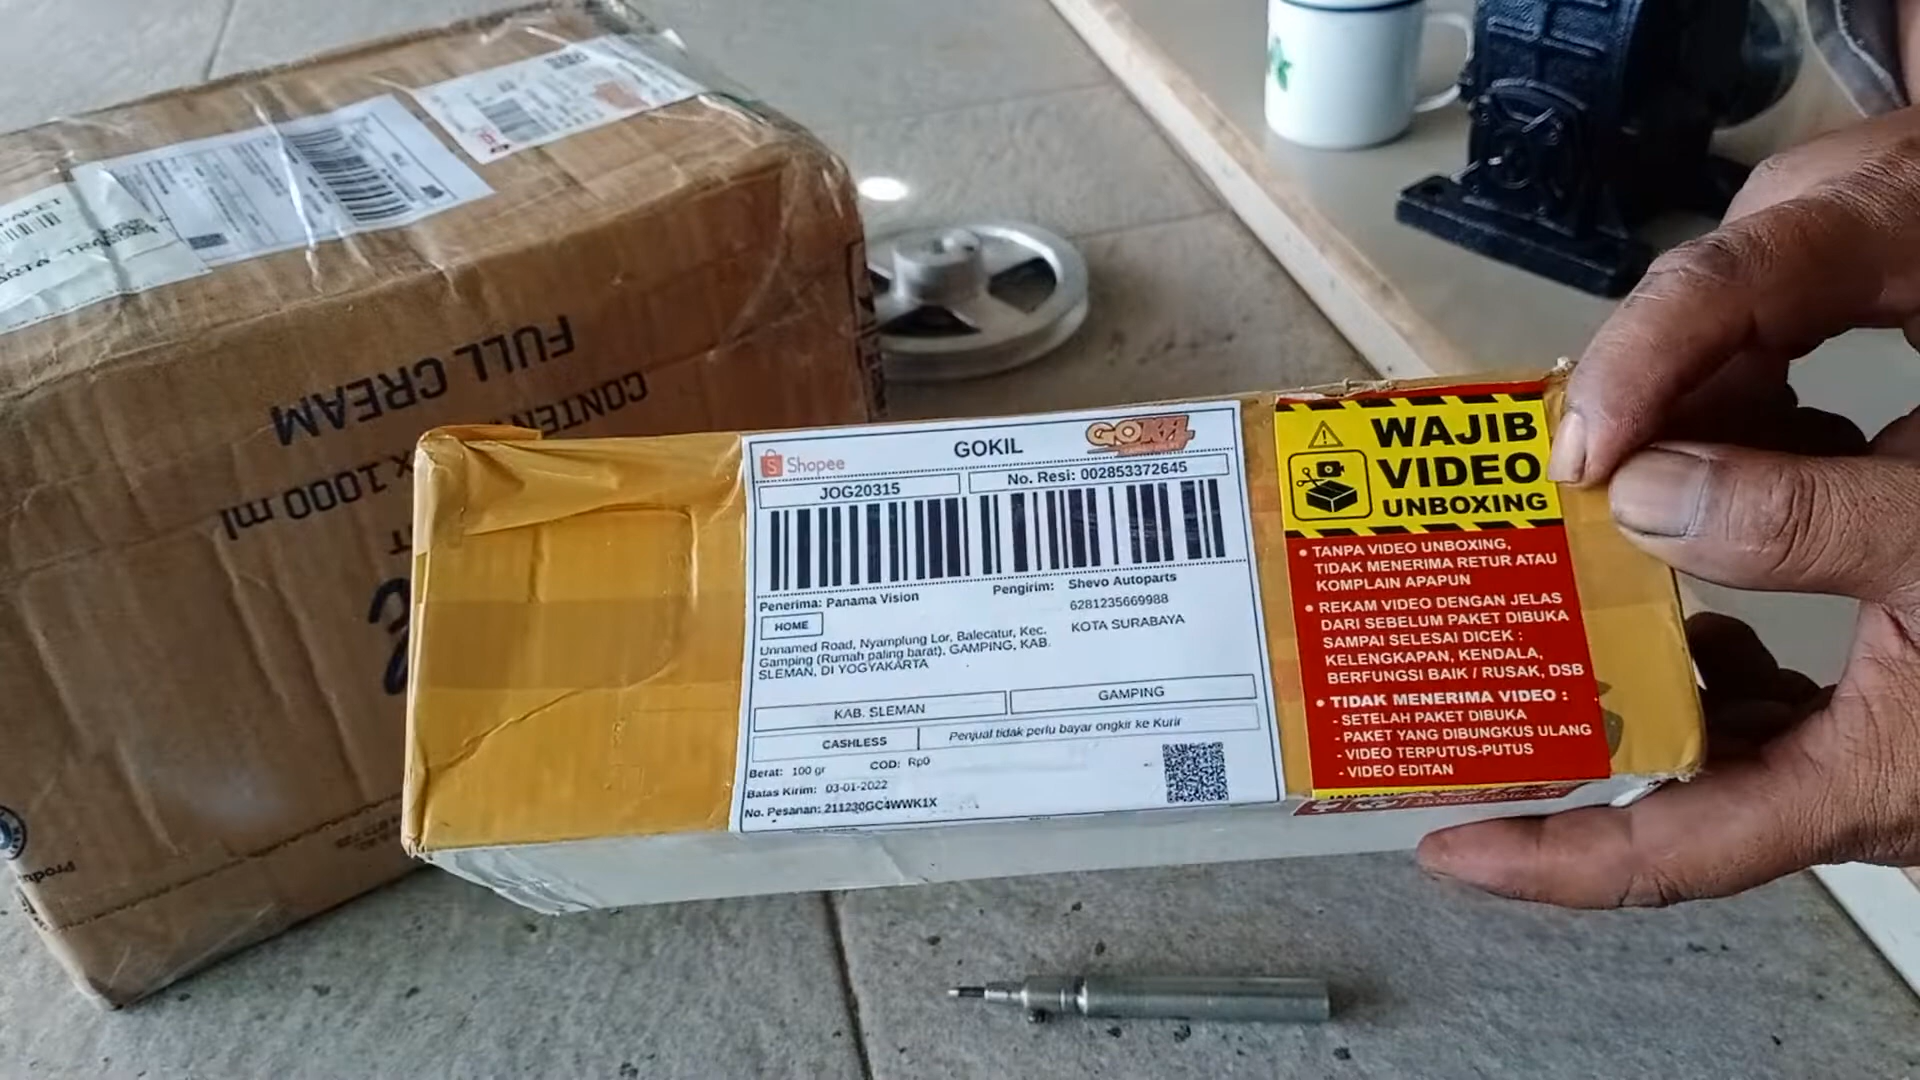 FULL CREAM
X 1000 ml
Shopee
GOKIL
GOKIL
JOG20315
No. Resi: 002853372645
Penerima: Panama Vision
Pengirim: Shevo Autoparts
6281235669988
KOTA SURABAYA
HOME
Unnamed Road, Nyamplung Lor, Balecatur, Kec.
Gamping (Rumah paling barat), GAMPING, KAB.
SLEMAN, DI YOGYAKARTA
KAB. SLEMAN
GAMPING
CASHLESS
Penjual tidak perlu bayar ongkir ke Kurir
Berat: 100 gr
COD: Rp0
Batas Kirim: 03-01-2022
No. Pesanan: 211230GC4WWK1X
WAJIB
VIDEO
UNBOXING
• TANPA VIDEO UNBOXING,
TIDAK MENERIMA RETUR ATAU
KOMPLAIN APAPUN
• REKAM VIDEO DENGAN JELAS
DARI SEBELUM PAKET DIBUKA
SAMPAI SELESAI DICEK :
KELENGKAPAN, KENDALA,
BERFUNGSI BAIK / RUSAK, DSB
• TIDAK MENERIMA VIDEO :
- SETELAH PAKET DIBUKA
- PAKET YANG DIBUNGKUS ULANG
- VIDEO TERPUTUS-PUTUS
- VIDEO EDITAN